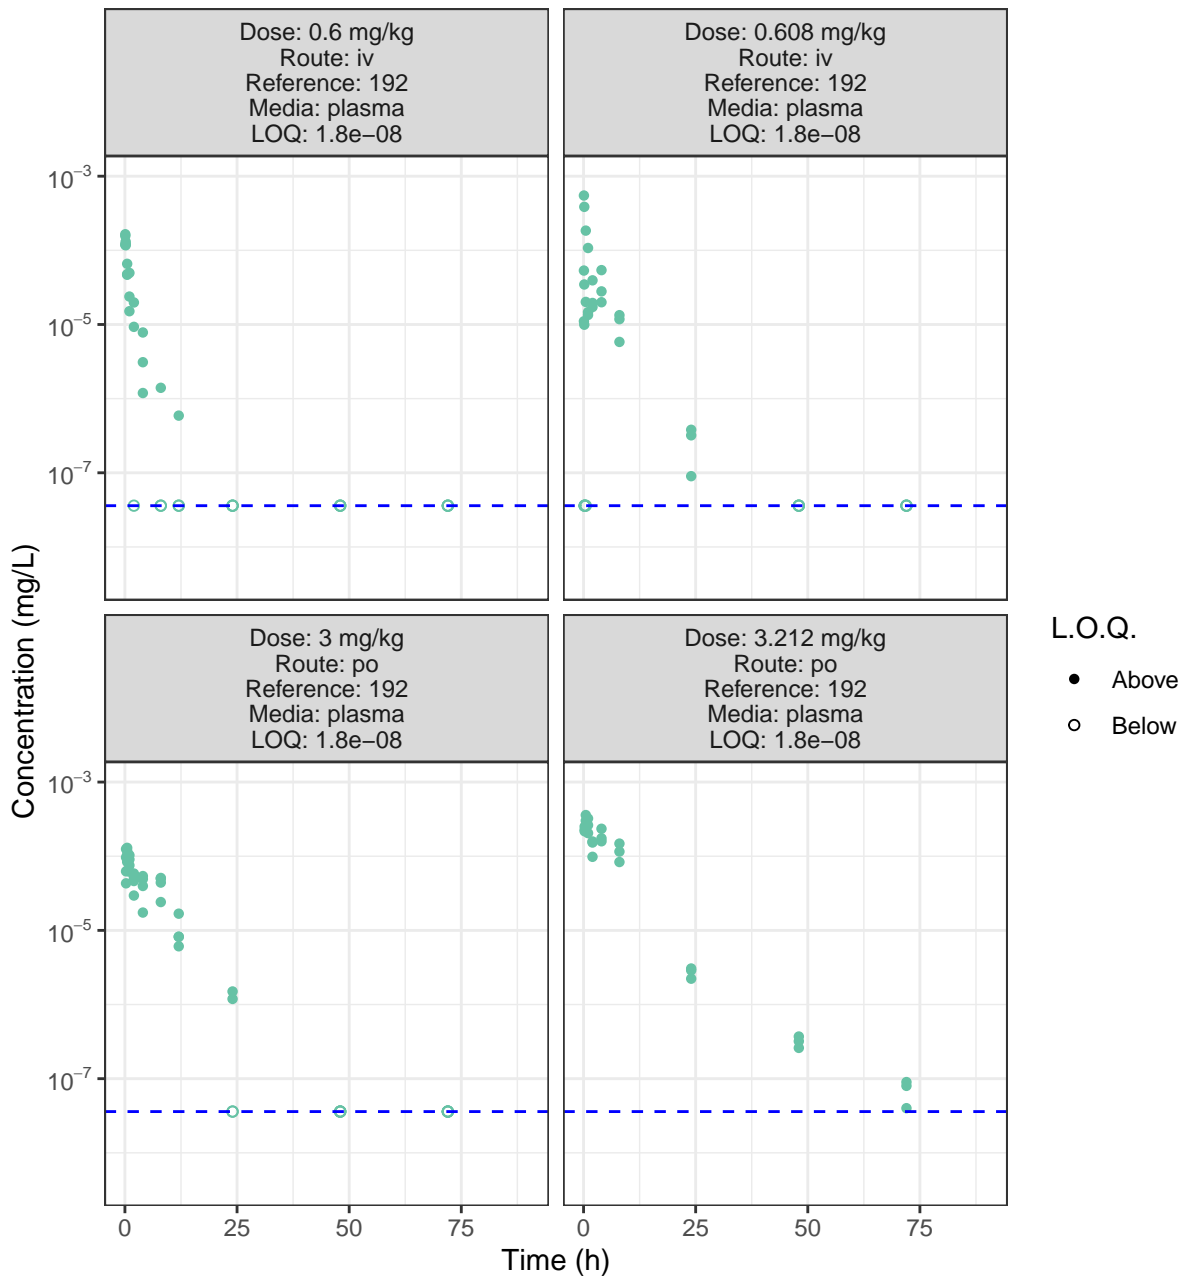 Dose: 0.6 mg/kg
Route: iv
Reference: 192
Media: plasma
LOQ: 1.8e−08
Dose: 0.608 mg/kg
Route: iv
Reference: 192
Media: plasma
LOQ: 1.8e−08
10⁻³
10⁻⁵
10⁻⁷
Dose: 3 mg/kg
Route: po
Reference: 192
Media: plasma
LOQ: 1.8e−08
Dose: 3.212 mg/kg
Route: po
Reference: 192
Media: plasma
LOQ: 1.8e−08
10⁻³
10⁻⁵
10⁻⁷
0 25 50 75
0 25 50 75
Time (h)
Concentration (mg/L)
L.O.Q.
Above
Below